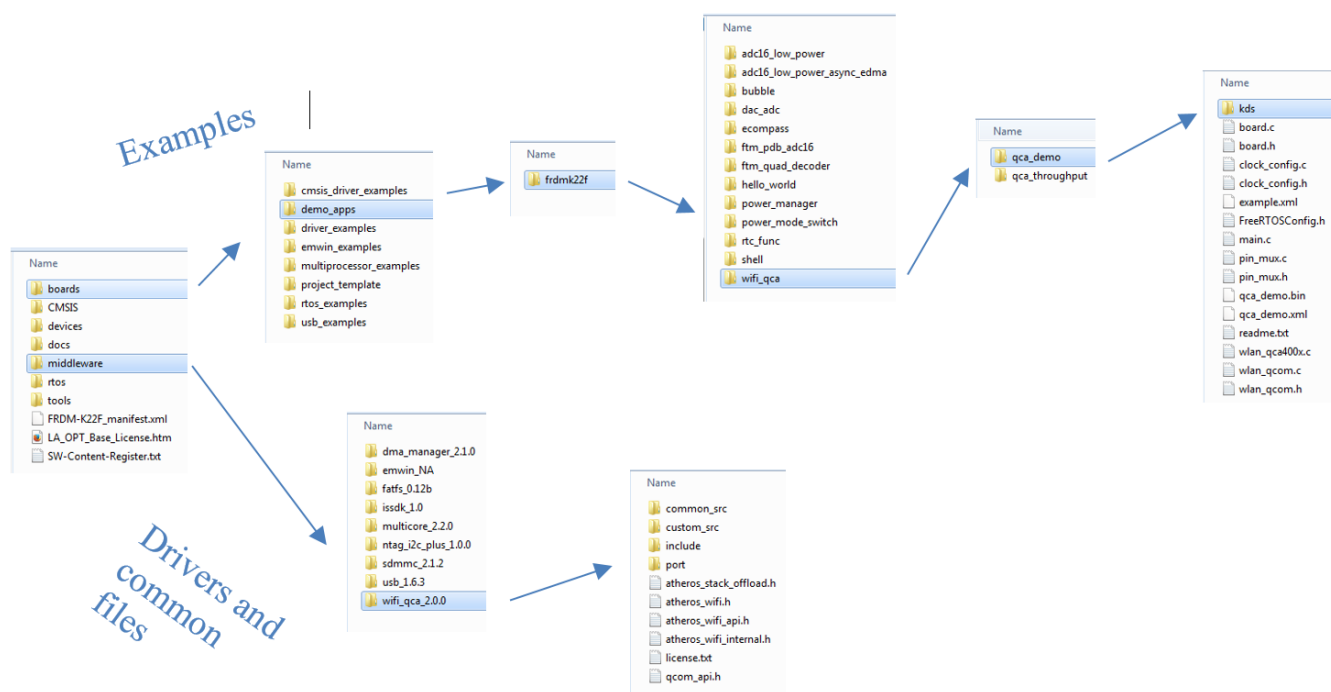 Examples
Name
boards
CMSIS
devices
docs
middleware
rtos
tools
FRDM-K22F_manifest.xml
LA_OPT_Base_License.htm
SW-Content-Register.txt
Name
cmsis_driver_examples
demo_apps
driver_examples
emwin_examples
multiprocessor_examples
project_template
rtos_examples
usb_examples
Name
frdmk22f
Name
adc16_low_power
adc16_low_power_async_edma
bubble
dac_adc
ecompass
ftm_pdb_adc16
ftm_quad_decoder
hello_world
power_manager
power_mode_switch
rtc_func
shell
wifi_qca
Name
qca_demo
qca_throughput
Name
kds
board.c
board.h
clock_config.c
clock_config.h
example.xml
FreeRTOSConfig.h
main.c
pin_mux.c
pin_mux.h
qca_demo.bin
qca_demo.xml
readme.txt
wlan_qca400x.c
wlan_qcom.c
wlan_qcom.h
Drivers and
common
files
Name
dma_manager_2.1.0
emwin_NA
fatfs_0.12b
issdk_1.0
multicore_2.2.0
ntag_i2c_plus_1.0.0
sdmmc_2.1.2
usb_1.6.3
wifi_qca_2.0.0
Name
common_src
custom_src
include
port
atheros_stack_offload.h
atheros_wifi.h
atheros_wifi_api.h
atheros_wifi_internal.h
license.txt
qcom_api.h